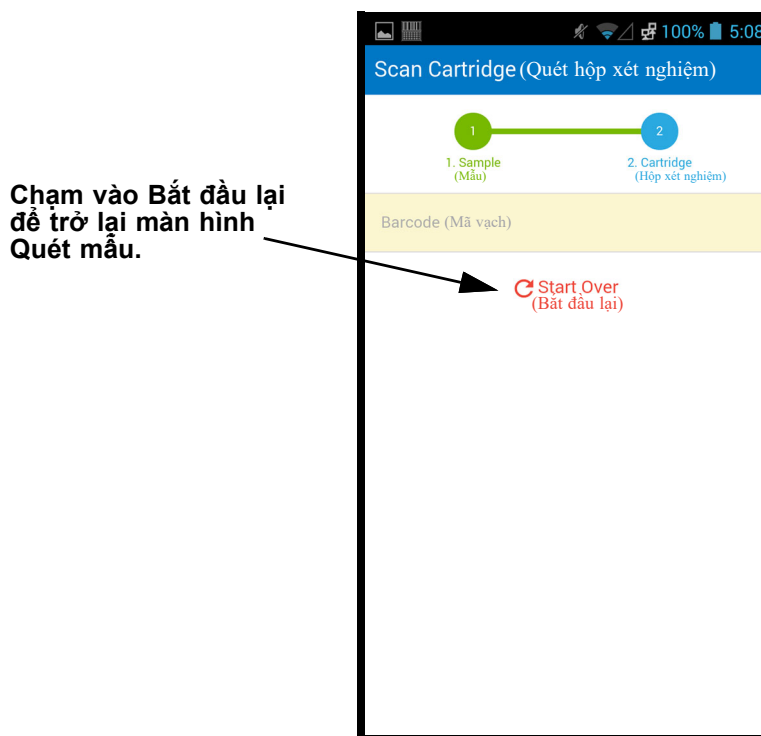 100% 5:08
Scan Cartridge (Quét hộp xét nghiệm)
1 2
1. Sample 2. Cartridge
(Mẫu) (Hộp xét nghiệm)
Chạm vào Bắt đầu lại
để trở lại màn hình
Quét mẫu.
Barcode (Mã vạch)
Start Over
(Bắt đầu lại)